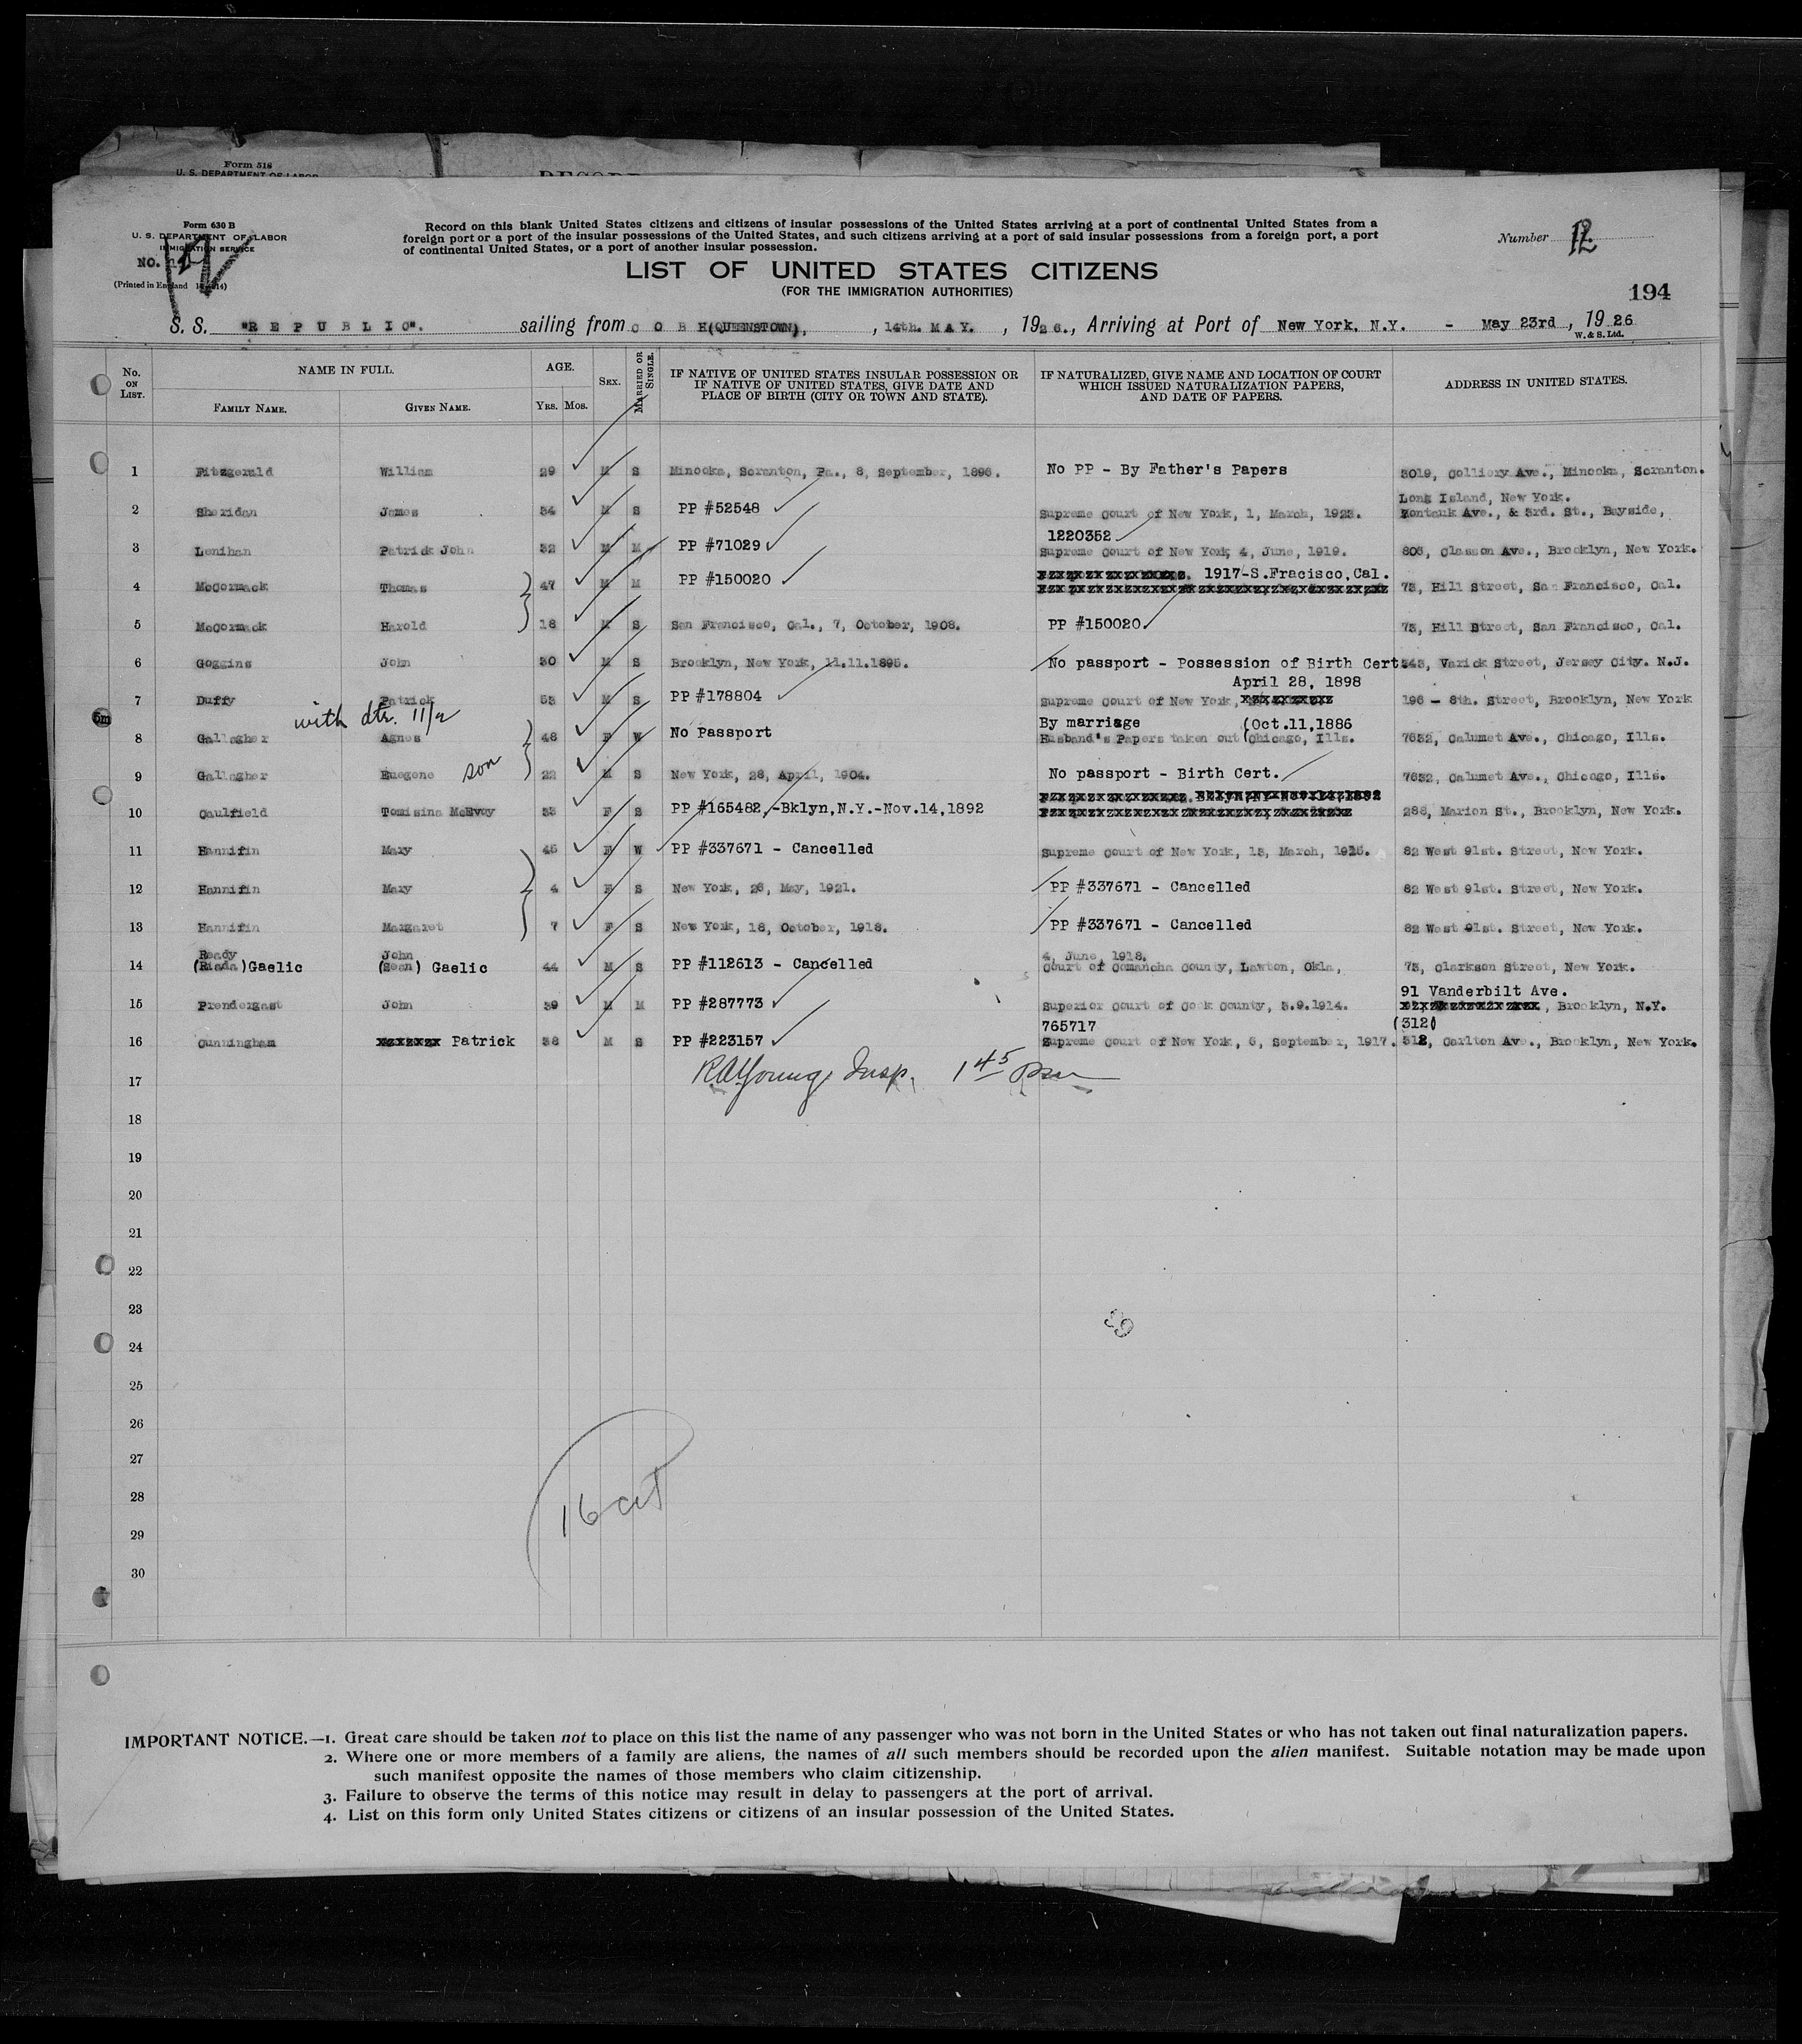 Form 518
U. S. DEPARTMENT OF LABOR
Form 630 B
U. S. DEPARTMENT OF LABOR
IMMIGRATION SERVICE
NO.
(Printed in England
Record on this blank United States citizens and citizens of insular possessions of the United States arriving at a port of continental United States from a
foreign port or a port of the insular possessions of the United States, and such citizens arriving at a port of said insular possessions from a foreign port, a port
of continental United States, or a port of another insular possession.
Number 12
LIST OF UNITED STATES CITIZENS
(FOR THE IMMIGRATION AUTHORITIES)
194
S. S. "REPUBLIC". sailing from COBH(QUEENSTOWN), , 14th. MAY. , 1926., Arriving at Port of New York, N.Y. - May 23rd, 1926
W. & S. Ltd.
No. ON LIST. NAME IN FULL. AGE. SEX. MARRIED OR SINGLE. IF NATIVE OF UNITED STATES INSULAR POSSESSION OR IF NATIVE OF UNITED STATES, GIVE DATE AND PLACE OF BIRTH (CITY OR TOWN AND STATE). IF NATURALIZED, GIVE NAME AND LOCATION OF COURT WHICH ISSUED NATURALIZATION PAPERS, AND DATE OF PAPERS. ADDRESS IN UNITED STATES.
FAMILY NAME. GIVEN NAME. YRS. MOS.
1 Fitzgerald William 29 M S Minooka, Scranton, Pa., 8, September, 1896. No PP - By Father's Papers 3019, Colliery Ave., Minooka, Scranton.
Long Island, New York.
2 Sheridan James 34 M S PP #52548 Supreme Court of New York, 1, March, 1923. Montauk Ave., & 3rd. St., Bayside,
1220352
3 Lenihan Patrick John 32 M M PP #71029 Supreme Court of New York, 4, June, 1919. 806, Classon Ave., Brooklyn, New York.
1917-S.Fracisco,Cal.
4 McCormack Thomas 47 M M PP #150020 73, Hill Street, San Francisco, Cal.
5 McCormack Harold 18 M S San Francisco, Cal., 7, October, 1908. PP #150020 73, Hill Street, San Francisco, Cal.
6 Goggins John 30 M S Brooklyn, New York, 11.11.1895. No passport - Possession of Birth Cert. 343, Varick Street, Jersey City. N.J.
April 28, 1898
7 Duffy Patrick 53 M S PP #178804 Supreme Court of New York, 196 - 8th. Street, Brooklyn, New York
5m with dtr. 11/2
By marriage (Oct.11,1886
8 Gallagher Agnes 48 F W No Passport Husband's Papers taken out (Chicago, Ills. 7632, Calumet Ave., Chicago, Ills.
9 Gallagher Euegene son 22 M S New York, 28, April, 1904. No passport - Birth Cert. 7632, Calumet Ave., Chicago, Ills.
10 Caulfield Tomisina McEvoy 33 F S PP #165482,-Bklyn,N.Y.-Nov.14,1892 288, Marion St., Brooklyn, New York.
11 Hannifin Mary 45 F W PP #337671 - Cancelled Supreme Court of New York, 13, March, 1915. 82 West 91st. Street, New York.
12 Hannifin Mary 4 F S New York, 28, May, 1921. PP #337671 - Cancelled 82 West 91st. Street, New York.
13 Hannifin Margaret 7 F S New York, 18, October, 1918. PP #337671 - Cancelled 82 West 91st. Street, New York.
Ready John 4, June, 1918.
14 (Riada)Gaelic (Sean) Gaelic 44 M S PP #112613 - Cancelled Court of Comancha County, Lawton, Okla, 73, Clarkson Street, New York.
91 Vanderbilt Ave.
15 Prendergast John 39 M M PP #287773 Superior Court of Cook County, 3.9.1914. , Brooklyn, N.Y.
765717 (312)
16 Cunningham Patrick 38 M S PP #223157 Supreme Court of New York, 6, September, 1917. 312, Carlton Ave., Brooklyn, New York.
RAYoung, Insp. 1 45 pm
17
18
19
20
21
22
23
39
24
25
26
27
28
16 cit
29
30
IMPORTANT NOTICE.—1. Great care should be taken not to place on this list the name of any passenger who was not born in the United States or who has not taken out final naturalization papers.
2. Where one or more members of a family are aliens, the names of all such members should be recorded upon the alien manifest. Suitable notation may be made upon
such manifest opposite the names of those members who claim citizenship.
3. Failure to observe the terms of this notice may result in delay to passengers at the port of arrival.
4. List on this form only United States citizens or citizens of an insular possession of the United States.